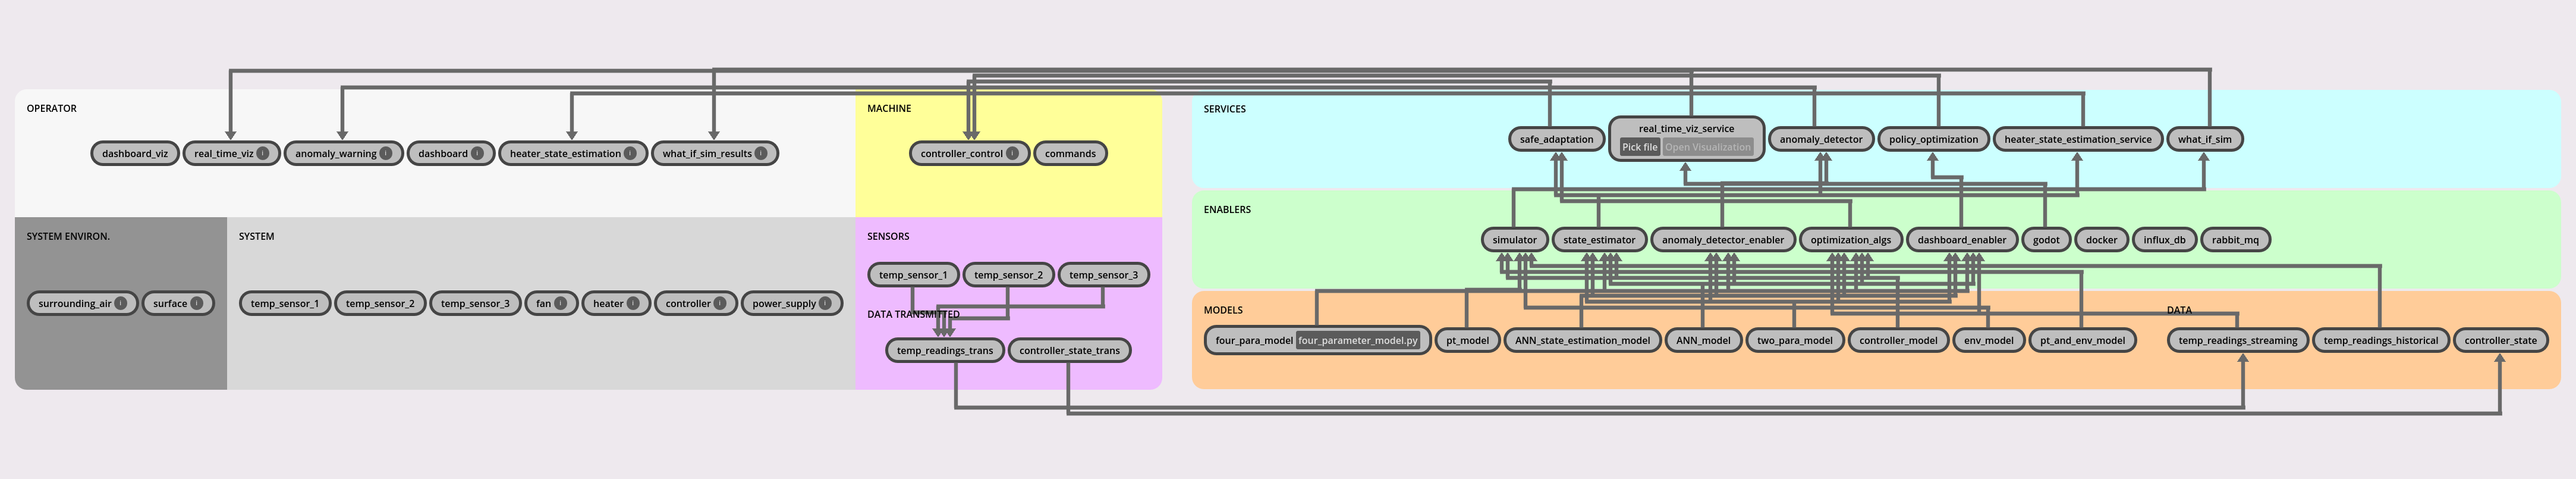 OPERATOR
dashboard_viz
real_time_viz i
anomaly_warning i
dashboard i
heater_state_estimation i
what_if_sim_results i
MACHINE
controller_control i
commands
SYSTEM ENVIRON.
surrounding_air i
surface i
SYSTEM
temp_sensor_1
temp_sensor_2
temp_sensor_3
fan i
heater i
controller i
power_supply i
SENSORS
temp_sensor_1
temp_sensor_2
temp_sensor_3
DATA TRANSMITTED
temp_readings_trans
controller_state_trans
SERVICES
safe_adaptation
real_time_viz_service
Pick file
Open Visualization
anomaly_detector
policy_optimization
heater_state_estimation_service
what_if_sim
ENABLERS
simulator
state_estimator
anomaly_detector_enabler
optimization_algs
dashboard_enabler
godot
docker
influx_db
rabbit_mq
MODELS
four_para_model four_parameter_model.py
pt_model
ANN_state_estimation_model
ANN_model
two_para_model
controller_model
env_model
pt_and_env_model
DATA
temp_readings_streaming
temp_readings_historical
controller_state